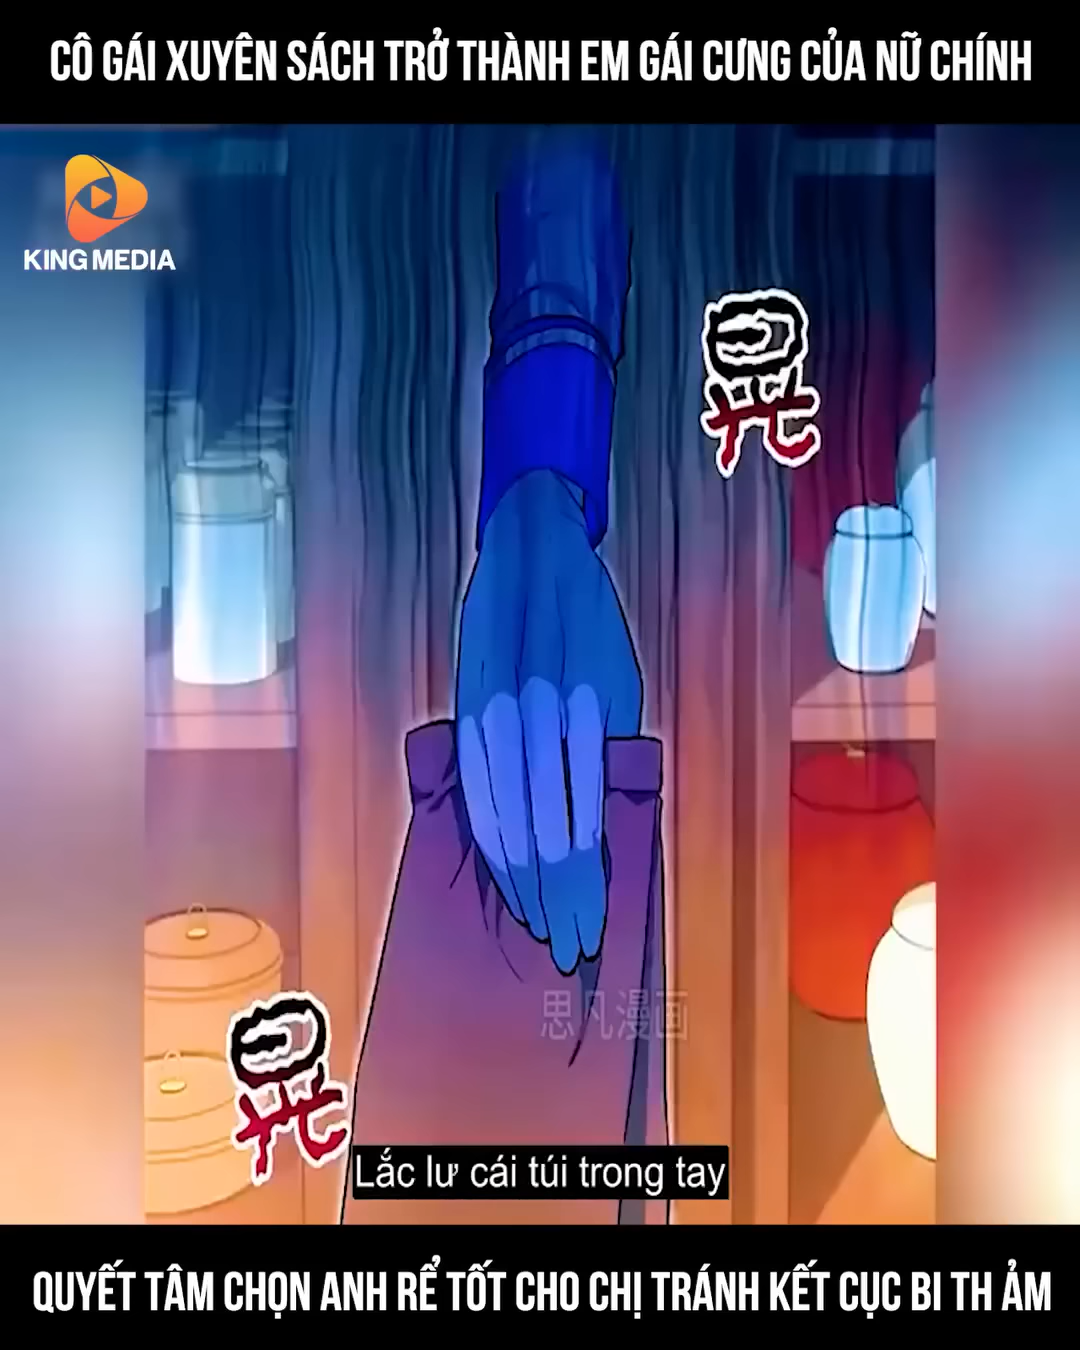 CÔ GÁI XUYÊN SÁCH TRỞ THÀNH EM GÁI CƯNG CỦA NỮ CHÍNH
KING MEDIA
晃
思凡漫画
晃
Lắc lư cái túi trong tay
QUYẾT TÂM CHỌN ANH RỂ TỐT CHO CHỊ TRÁNH KẾT CỤC BI TH ẢM